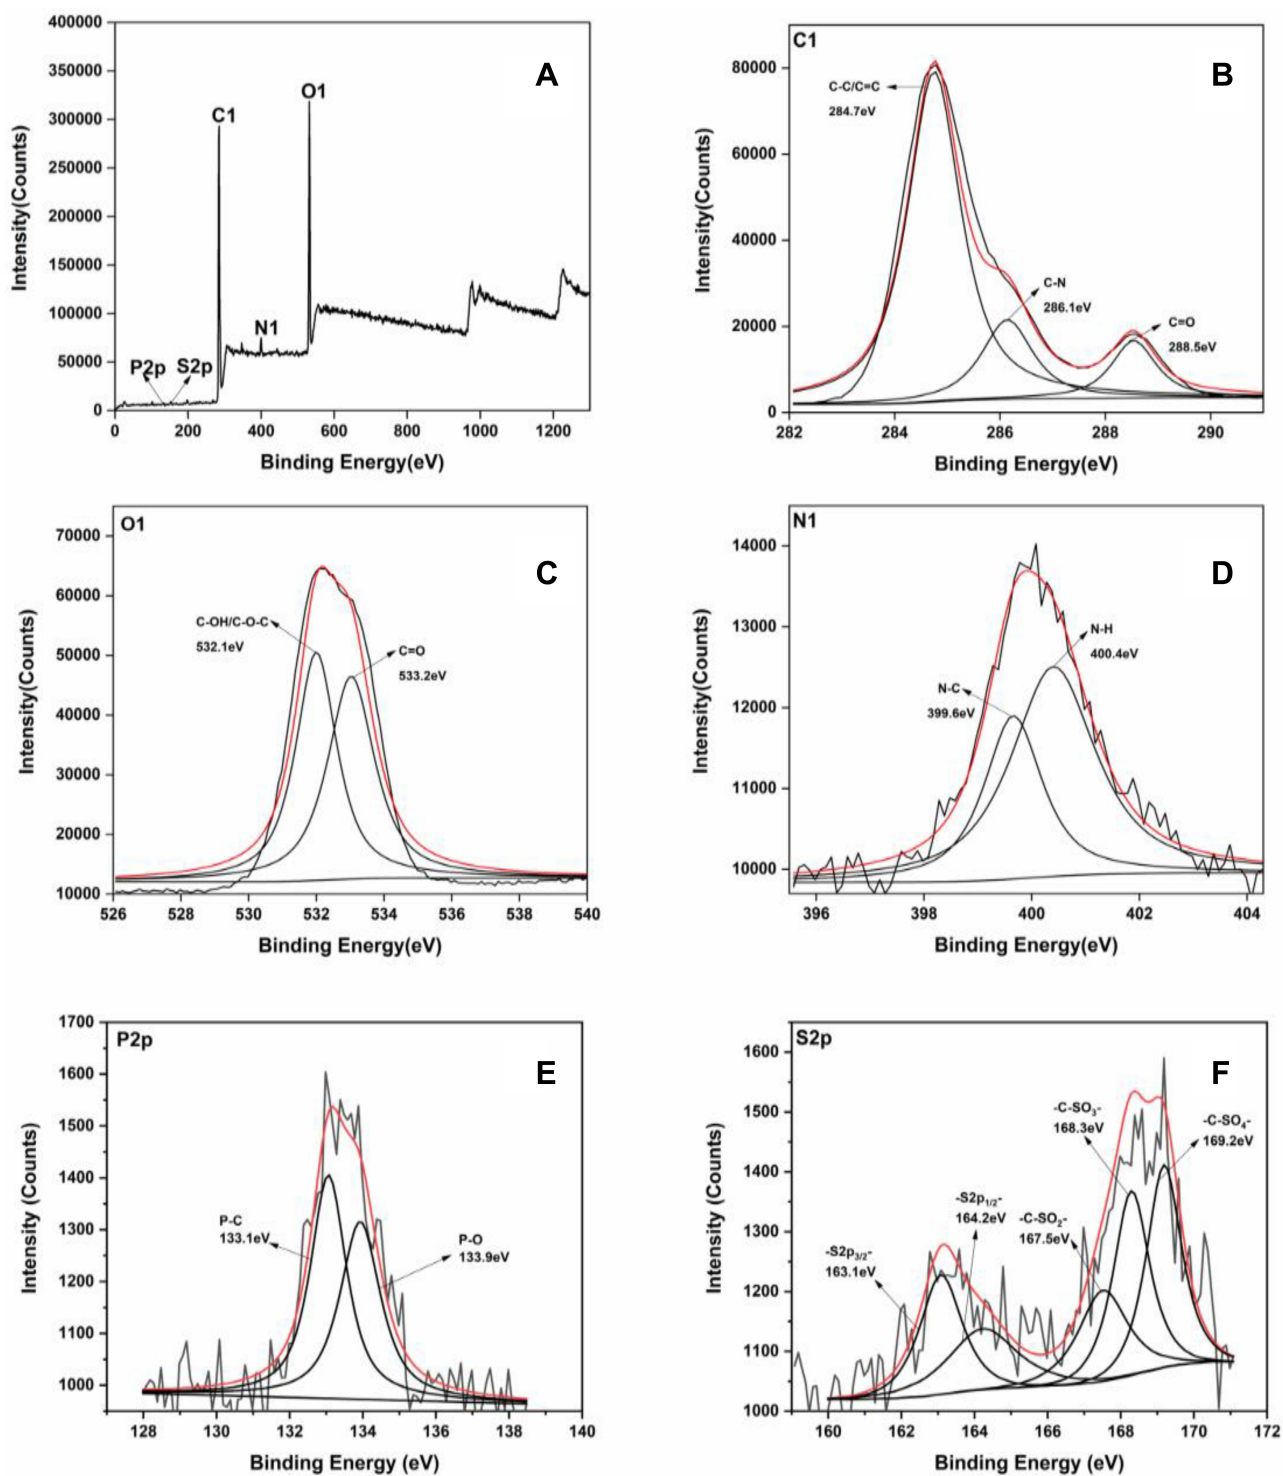 400000
350000
300000
250000
200000
150000
100000
50000
0
Intensity(Counts)
C1
O1
N1
P2p
S2p
A
0 200 400 600 800 1000 1200
Binding Energy(eV)
C1
B
80000
60000
40000
20000
0
Intensity(Counts)
C-C/C=C
284.7eV
C-N
286.1eV
C=O
288.5eV
282 284 286 288 290
Binding Energy(eV)
O1
C
70000
60000
50000
40000
30000
20000
10000
Intensity(Counts)
C-OH/C-O-C
532.1eV
C=O
533.2eV
526 528 530 532 534 536 538 540
Binding Energy(eV)
N1
D
14000
13000
12000
11000
10000
Intensity(Counts)
N-H
400.4eV
N-C
399.6eV
396 398 400 402 404
Binding Energy(eV)
P2p
E
1700
1600
1500
1400
1300
1200
1100
1000
Intensity (Counts)
P-C
133.1eV
P-O
133.9eV
128 130 132 134 136 138 140
Binding Energy (eV)
S2p
F
1600
1500
1400
1300
1200
1100
1000
Intensity (Counts)
-C-SO3-
168.3eV
-C-SO4-
169.2eV
-S2p1/2-
164.2eV
-C-SO2-
167.5eV
-S2p3/2-
163.1eV
160 162 164 166 168 170 172
Binding Energy (eV)